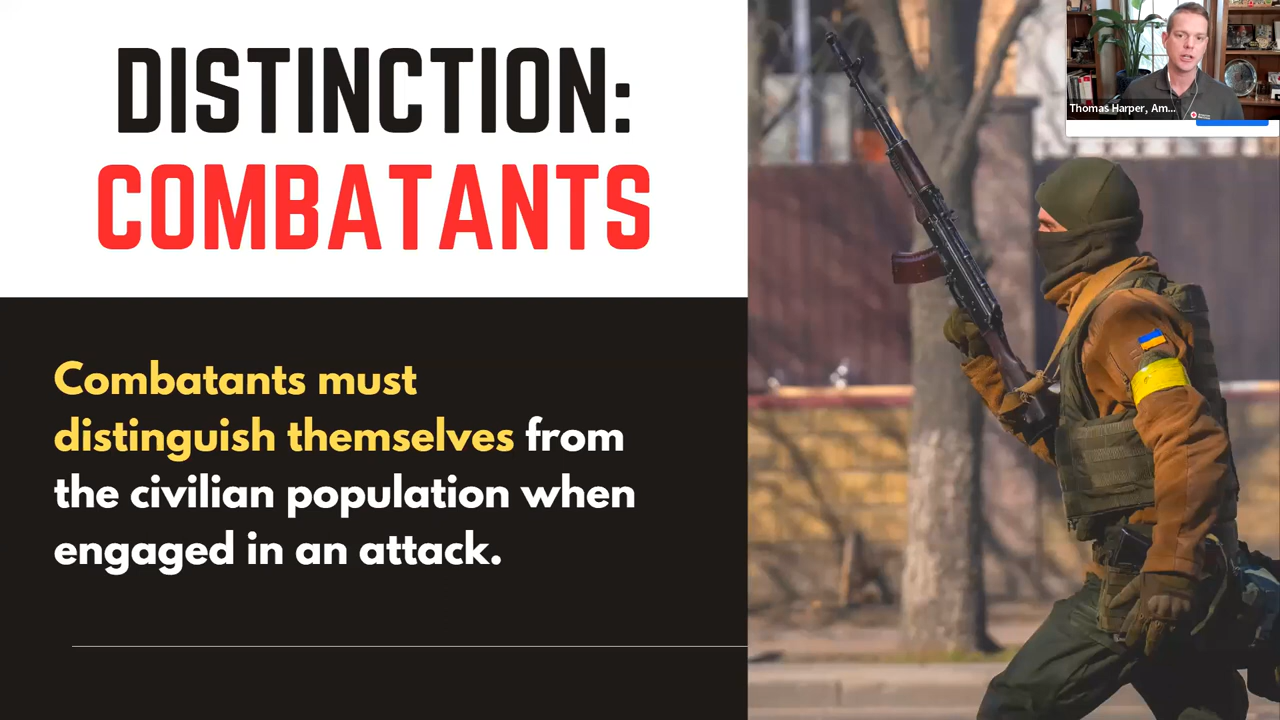 DISTINCTION:
COMBATANTS
Combatants must
distinguish themselves from
the civilian population when
engaged in an attack.
Thomas Harper, Am...